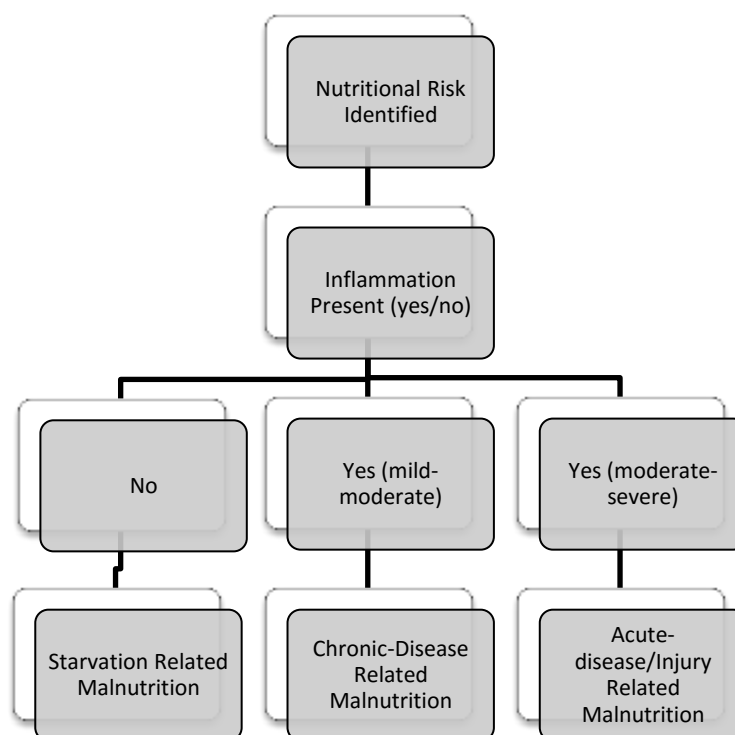 Nutritional Risk
Identified
Inflammation
Present (yes/no)
No
Yes (mild-
moderate)
Yes (moderate-
severe)
Starvation Related
Malnutrition
Chronic-Disease
Related
Malnutrition
Acute-
disease/Injury
Related
Malnutrition